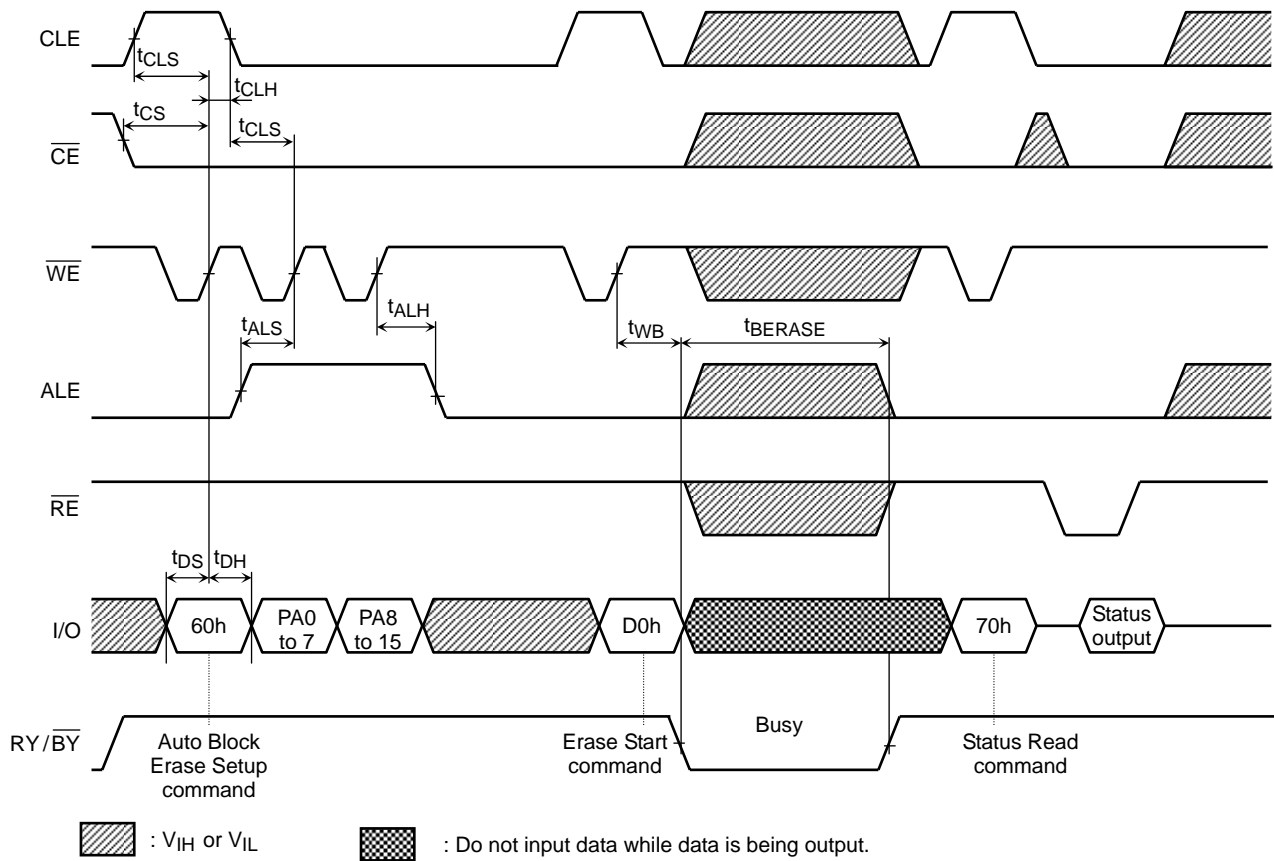 CLE
tCLS
tCLH
tCS
tCLS
CE
WE
tALS
tALH
tWB
tBERASE
ALE
RE
tDS
tDH
I/O
60h
PA0
to 7
PA8
to 15
D0h
70h
Status
output
RY/BY
Busy
Auto Block
Erase Setup
command
Erase Start
command
Status Read
command
: VIH or VIL
: Do not input data while data is being output.